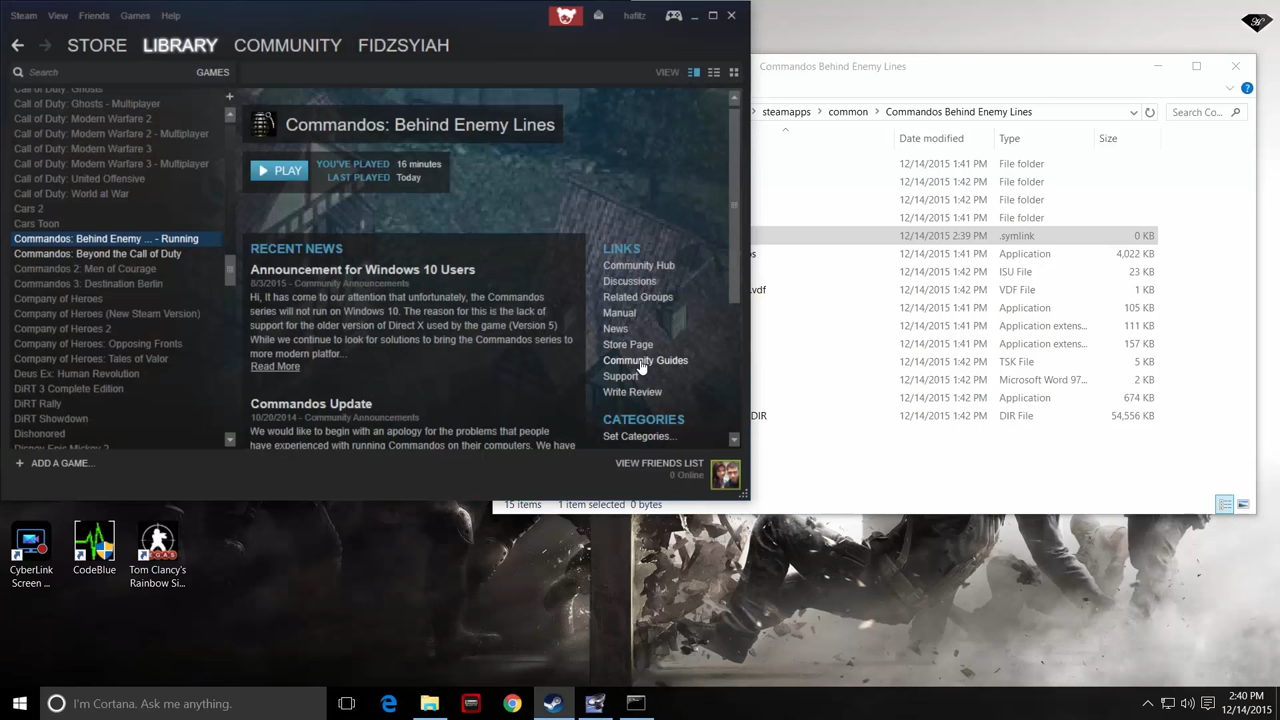 Steam View Friends Games Help
hafitz
STORE LIBRARY COMMUNITY FIDZSYIAH
Search GAMES VIEW
Call of Duty: Ghosts
Call of Duty: Ghosts - Multiplayer
Call of Duty: Modern Warfare 2
Call of Duty: Modern Warfare 2 - Multiplayer
Call of Duty: Modern Warfare 3
Call of Duty: Modern Warfare 3 - Multiplayer
Call of Duty: United Offensive
Call of Duty: World at War
Cars 2
Cars Toon
Commandos: Behind Enemy ... - Running
Commandos: Beyond the Call of Duty
Commandos 2: Men of Courage
Commandos 3: Destination Berlin
Company of Heroes
Company of Heroes (New Steam Version)
Company of Heroes 2
Company of Heroes: Opposing Fronts
Company of Heroes: Tales of Valor
Deus Ex: Human Revolution
DiRT 3 Complete Edition
DiRT Rally
DiRT Showdown
Dishonored
Disney Epic Mickey 2
+ ADD A GAME...
Commandos: Behind Enemy Lines
PLAY
YOU'VE PLAYED 16 minutes
LAST PLAYED Today
RECENT NEWS
Announcement for Windows 10 Users
8/3/2015 - Community Announcements
Hi, It has come to our attention that unfortunately, the Commandos
series will not run on Windows 10. The reason for this is the lack of
support for the older version of Direct X used by the game (Version 5)
While we continue to look for solutions to bring the Commandos series to
more modern platfor...
Read More
Commandos Update
10/20/2014 - Community Announcements
We would like to begin with an apology for the problems that people
have experienced with running Commandos on their computers. We have
LINKS
Community Hub
Discussions
Related Groups
Manual
News
Store Page
Community Guides
Support
Write Review
CATEGORIES
Set Categories...
VIEW FRIENDS LIST
0 Online
Commandos Behind Enemy Lines
steamapps > common > Commandos Behind Enemy Lines
Search Co...
Date modified Type Size
12/14/2015 1:41 PM File folder
12/14/2015 1:42 PM File folder
12/14/2015 1:42 PM File folder
12/14/2015 1:42 PM File folder
12/14/2015 2:39 PM .symlink 0 KB
12/14/2015 1:41 PM Application 4,022 KB
12/14/2015 1:42 PM ISU File 23 KB
.vdf 12/14/2015 1:42 PM VDF File 1 KB
12/14/2015 1:41 PM Application 105 KB
12/14/2015 1:42 PM Application extens... 111 KB
12/14/2015 1:42 PM Application extens... 157 KB
12/14/2015 1:42 PM TSK File 5 KB
12/14/2015 1:42 PM Microsoft Word 97... 2 KB
12/14/2015 1:42 PM Application 674 KB
DIR 12/14/2015 1:42 PM DIR File 54,556 KB
15 items 1 item selected 0 bytes
CyberLink
Screen ...
CodeBlue
Tom Clancy's
Rainbow Si...
I'm Cortana. Ask me anything.
2:40 PM
12/14/2015